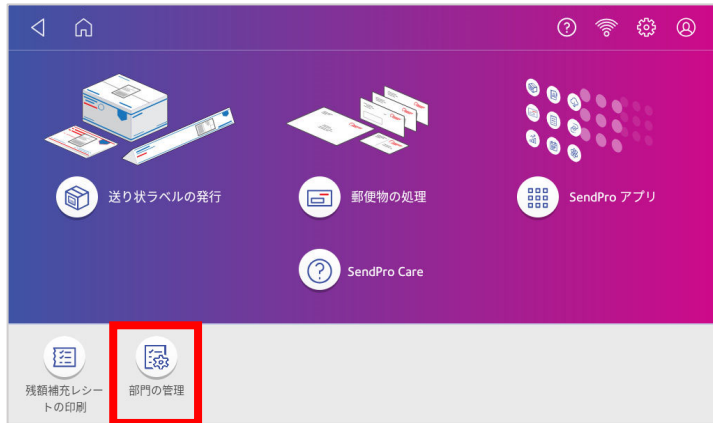 送り状ラベルの発行
郵便物の処理
SendPro アプリ
SendPro Care
残額補充レシー
トの印刷
部門の管理